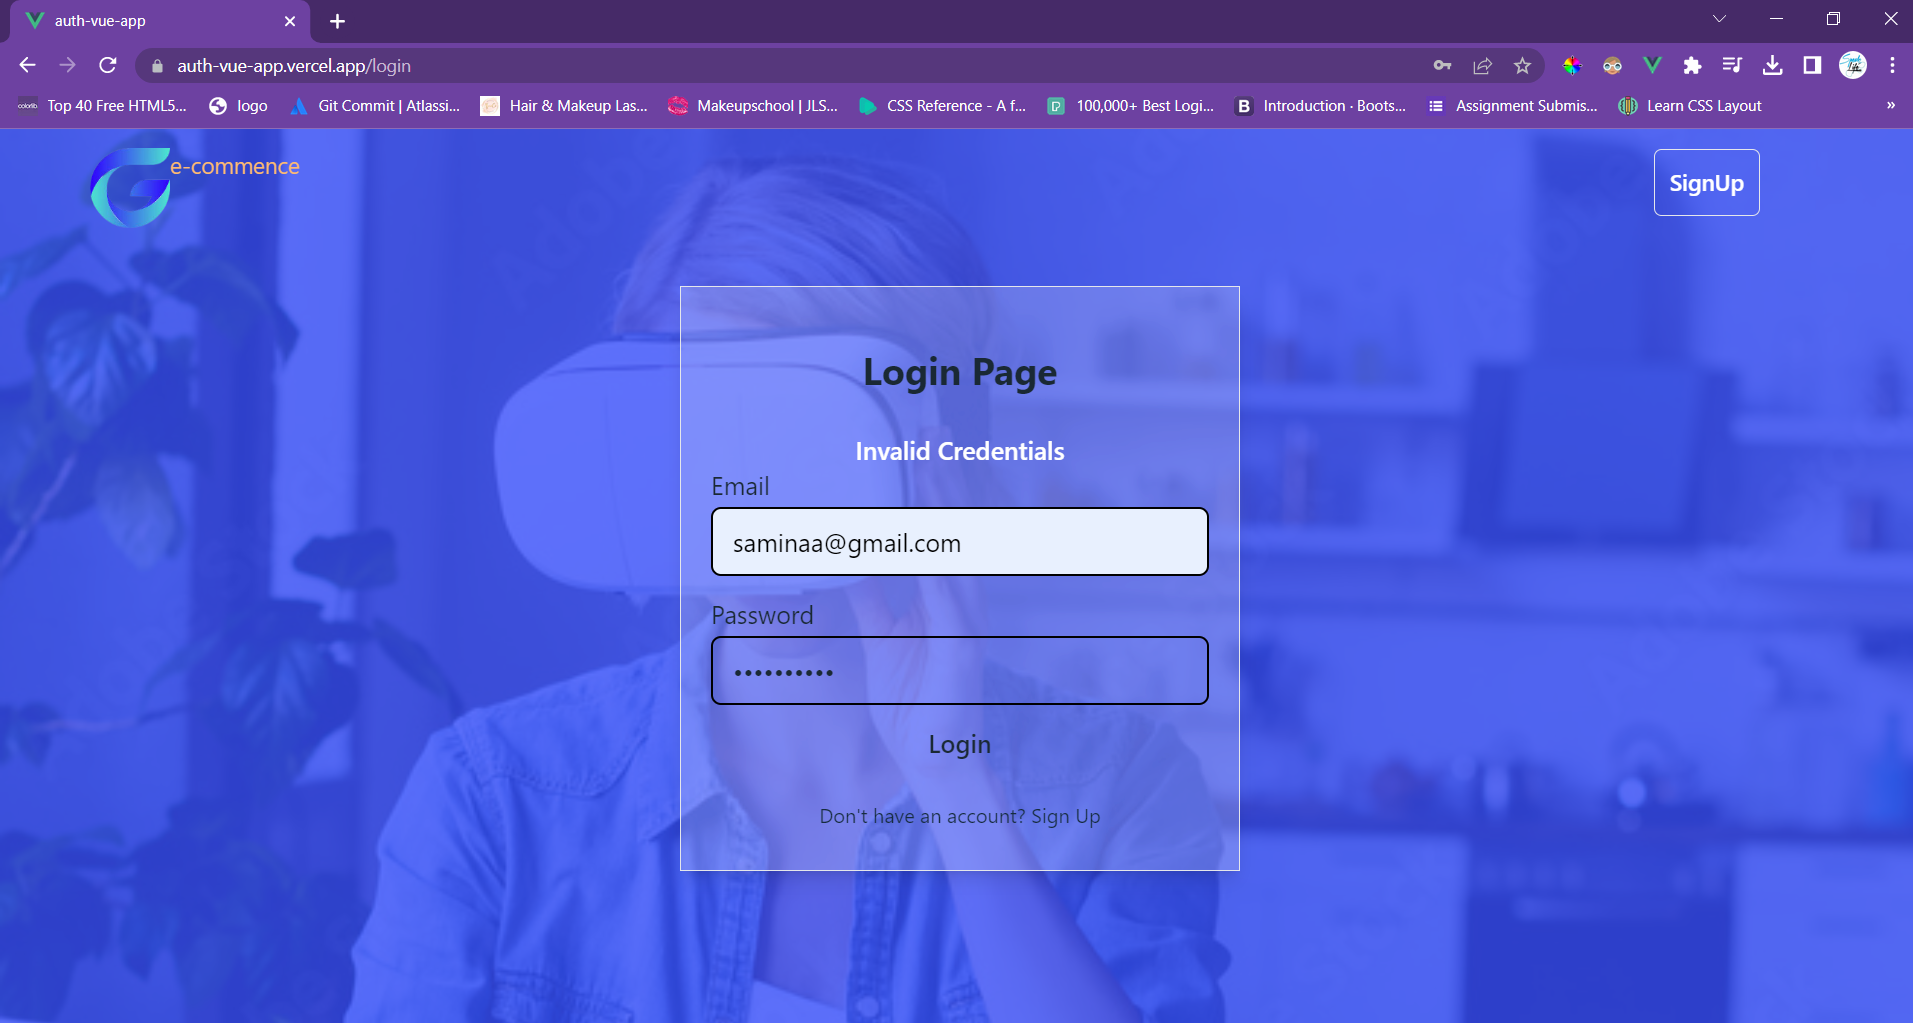 auth-vue-app
auth-vue-app.vercel.app/login
Top 40 Free HTML5... logo Git Commit | Atlassi... Hair & Makeup Las... Makeupschool | JLS... CSS Reference - A f... 100,000+ Best Logi... Introduction · Boots... Assignment Submis... Learn CSS Layout »
e-commence
SignUp
Login Page
Invalid Credentials
Email
saminaa@gmail.com
Password
••••••••••
Login
Don't have an account? Sign Up